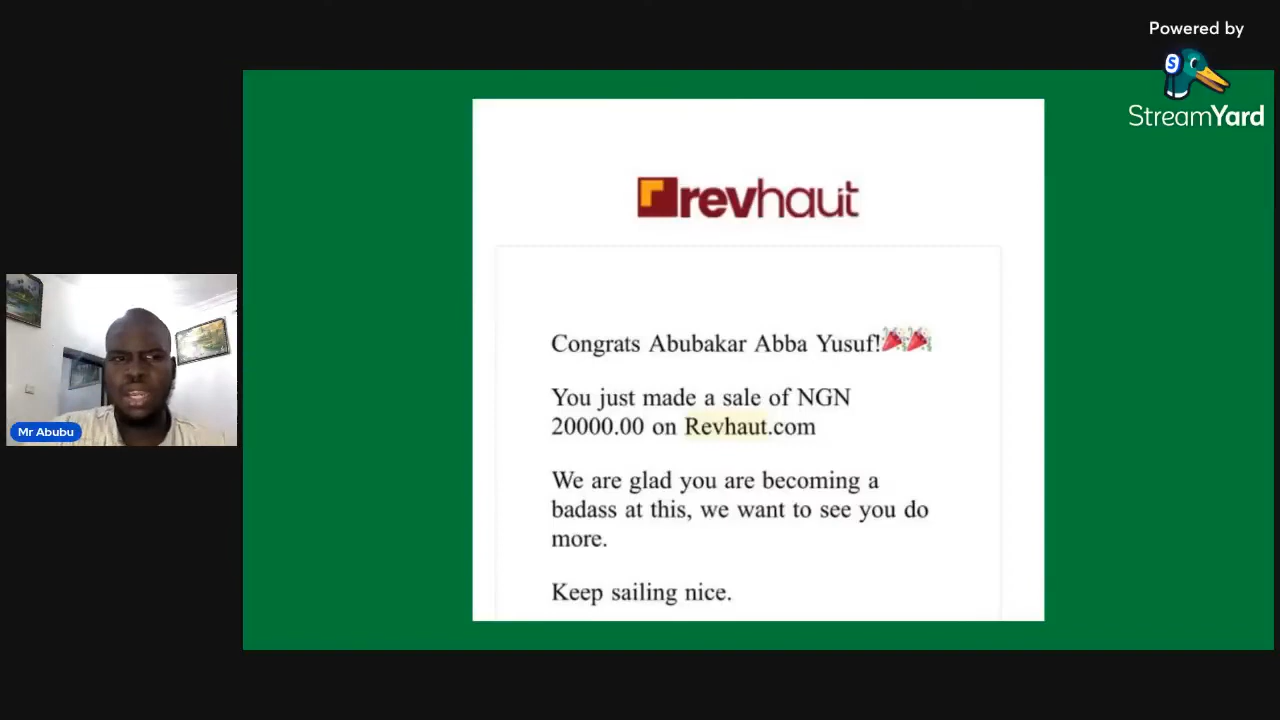 Powered by
StreamYard
revhaut
Congrats Abubakar Abba Yusuf!🎉🎉
You just made a sale of NGN
20000.00 on Revhaut.com
We are glad you are becoming a
badass at this, we want to see you do
more.
Keep sailing nice.
Mr Abubu